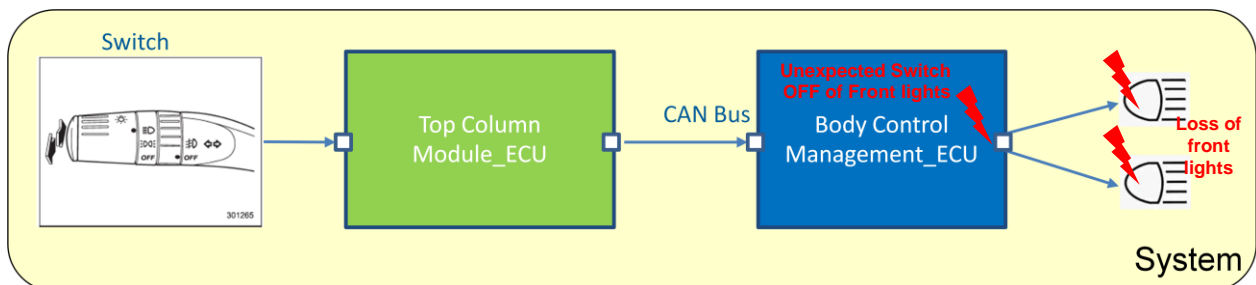 Switch
OFF
OFF
301265
Top Column
Module_ECU
CAN Bus
Unexpected Switch
OFF of Front lights
Body Control
Management_ECU
Loss of
front
lights
System